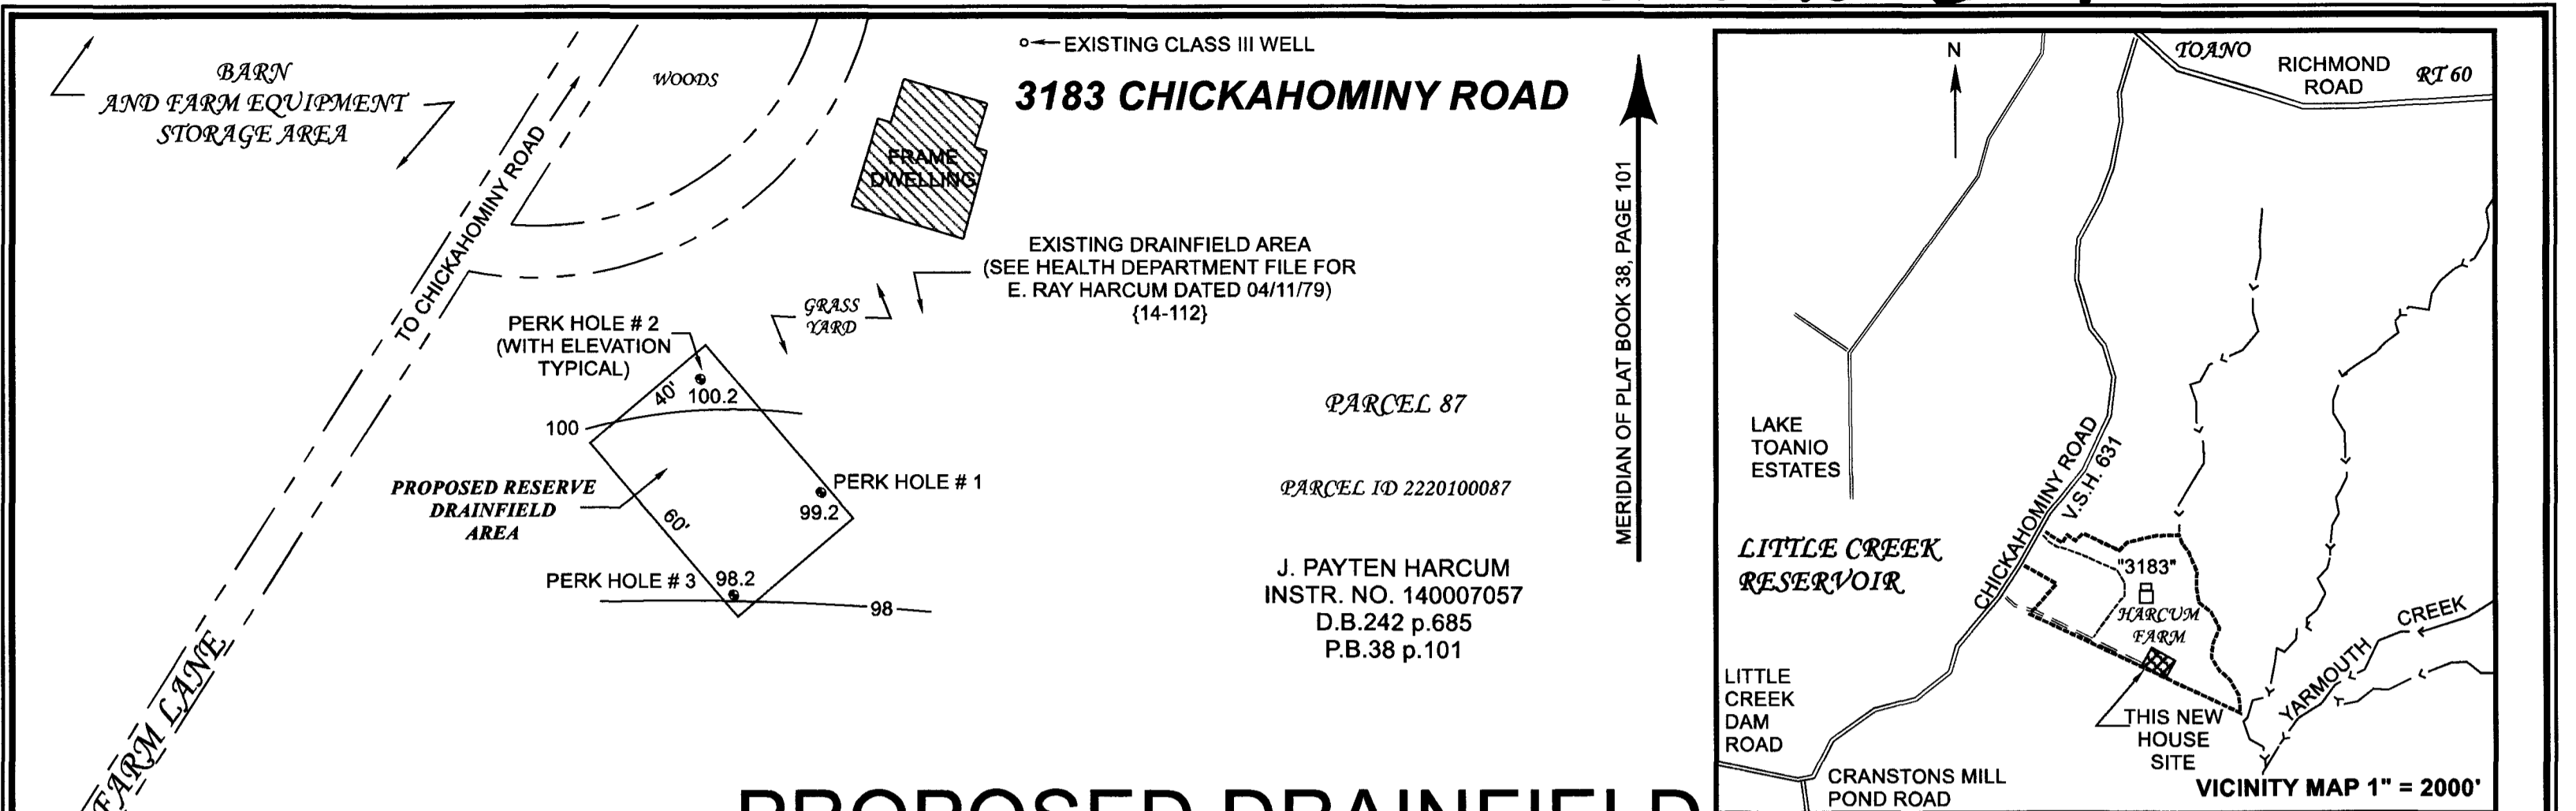 BARN
AND FARM EQUIPMENT
STORAGE AREA
WOODS
EXISTING CLASS III WELL
3183 CHICKAHOMINY ROAD
FRAME
DWELLING
TO CHICKAHOMINY ROAD
EXISTING DRAINFIELD AREA
(SEE HEALTH DEPARTMENT FILE FOR
E. RAY HARCUM DATED 04/11/79)
{14-112}
GRASS
YARD
PERK HOLE # 2
(WITH ELEVATION
TYPICAL)
40'
100.2
100
PERK HOLE # 1
99.2
PROPOSED RESERVE
DRAINFIELD
AREA
60'
PERK HOLE # 3
98.2
98
FARM LANE
PARCEL 87
PARCEL ID 2220100087
J. PAYTEN HARCUM
INSTR. NO. 140007057
D.B.242 p.685
P.B.38 p.101
MERIDIAN OF PLAT BOOK 38, PAGE 101
PROPOSED DRAINFIELD
N
TOANO
RICHMOND
ROAD
RT 60
LAKE
TOANIO
ESTATES
CHICKAHOMINY ROAD
V.S.H. 631
LITTLE CREEK
RESERVOIR
"3183"
HARCUM
FARM
YARMOUTH CREEK
LITTLE
CREEK
DAM
ROAD
THIS NEW
HOUSE
SITE
CRANSTONS MILL
POND ROAD
VICINITY MAP 1" = 2000'